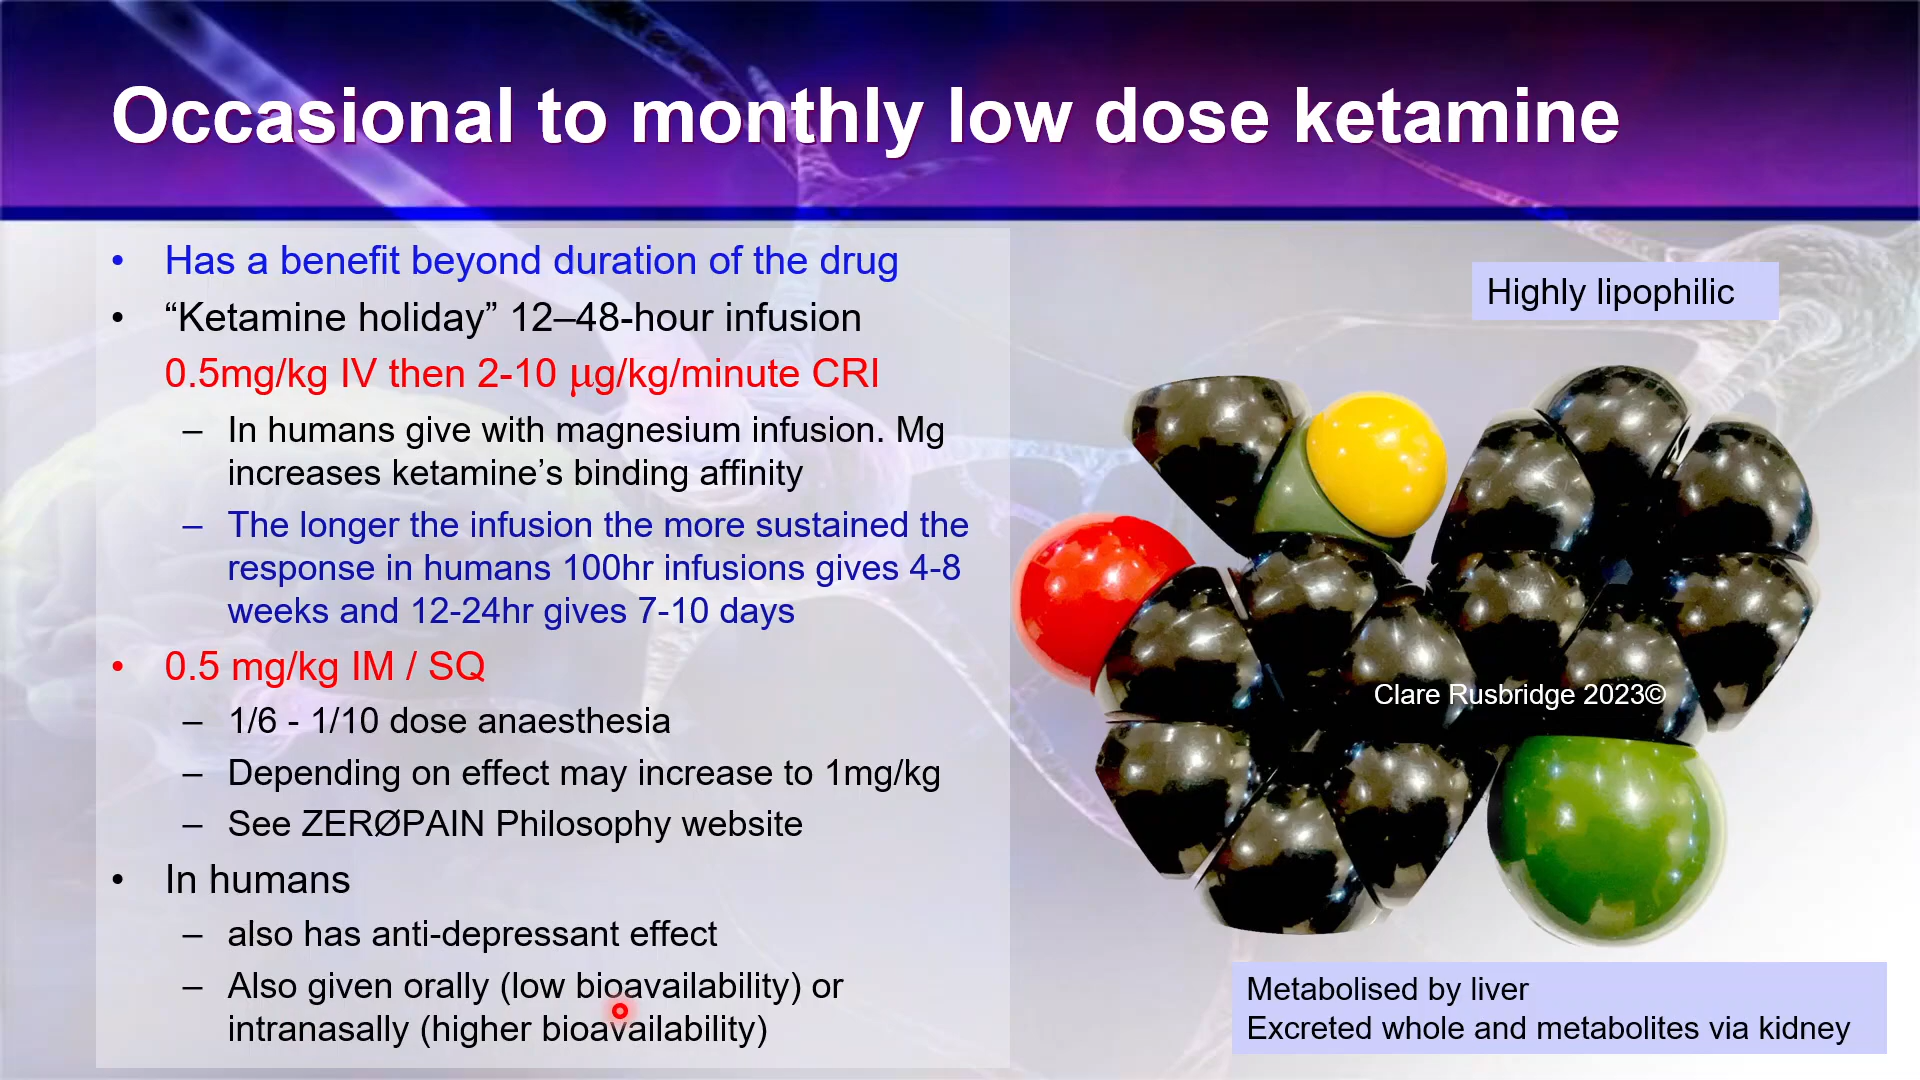 Occasional to monthly low dose ketamine
• Has a benefit beyond duration of the drug
• “Ketamine holiday” 12–48-hour infusion
0.5mg/kg IV then 2-10 μg/kg/minute CRI
– In humans give with magnesium infusion. Mg
increases ketamine’s binding affinity
– The longer the infusion the more sustained the
response in humans 100hr infusions gives 4-8
weeks and 12-24hr gives 7-10 days
• 0.5 mg/kg IM / SQ
– 1/6 - 1/10 dose anaesthesia
– Depending on effect may increase to 1mg/kg
– See ZERØPAIN Philosophy website
• In humans
– also has anti-depressant effect
– Also given orally (low bioavailability) or
intranasally (higher bioavailability)
Highly lipophilic
Clare Rusbridge 2023©
Metabolised by liver
Excreted whole and metabolites via kidney